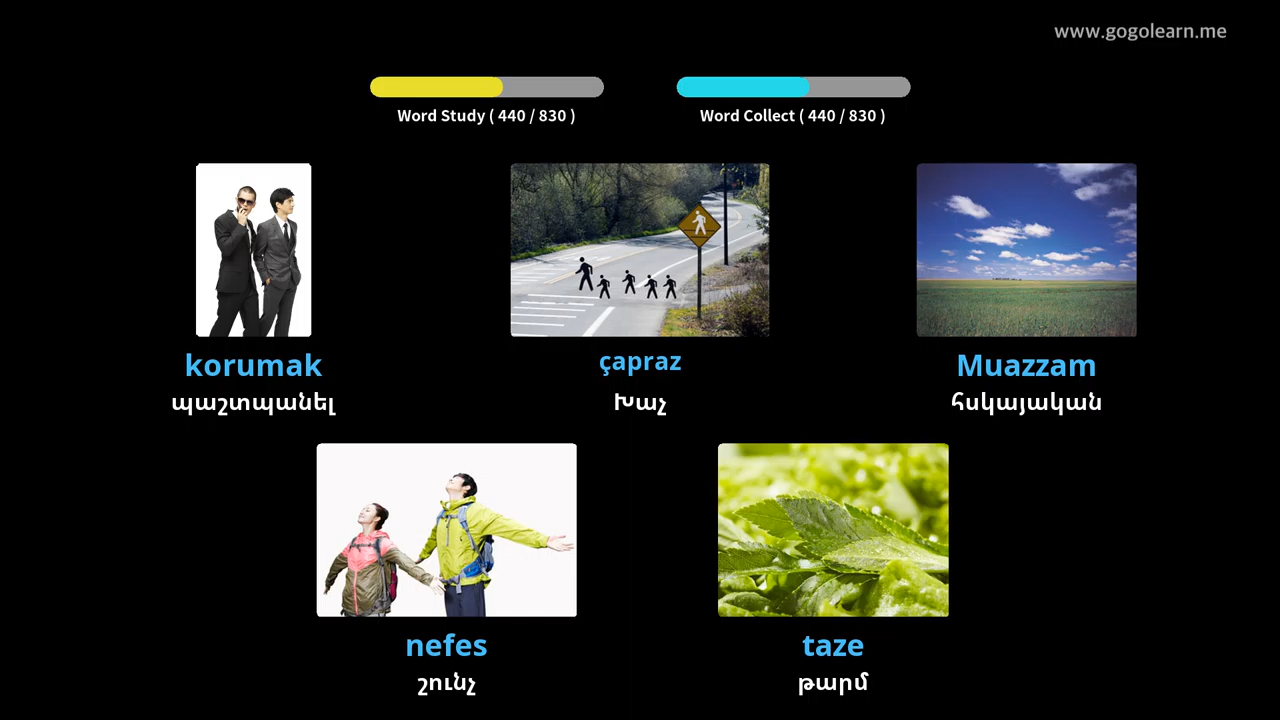 www.gogolearn.me
Word Study ( 440 / 830 )
Word Collect ( 440 / 830 )
korumak
պաշտպանել
çapraz
Խաչ
Muazzam
հսկայական
nefes
շունչ
taze
թարմ